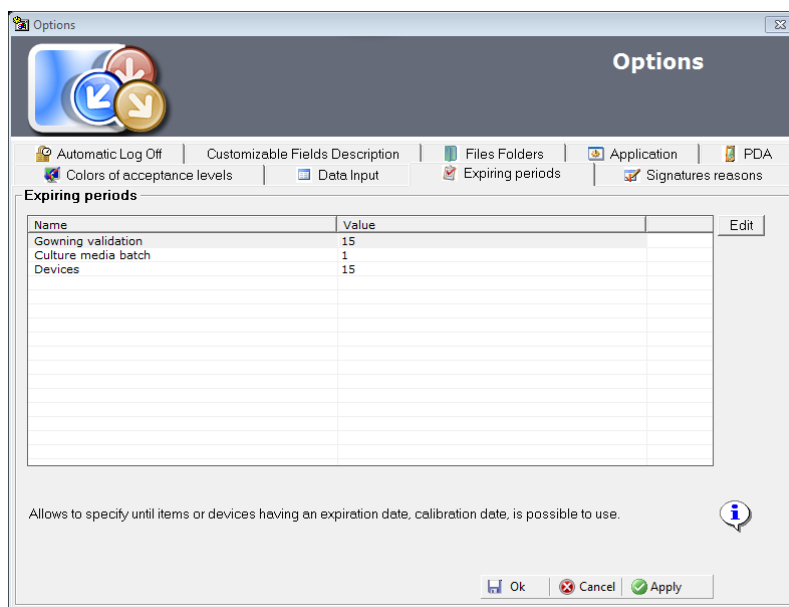 Options
Options
Automatic Log Off Customizable Fields Description Files Folders Application PDA
Colors of acceptance levels Data Input Expiring periods Signatures reasons
Expiring periods
Name Value Edit
Gowning validation 15
Culture media batch 1
Devices 15
Allows to specify until items or devices having an expiration date, calibration date, is possible to use.
Ok Cancel Apply